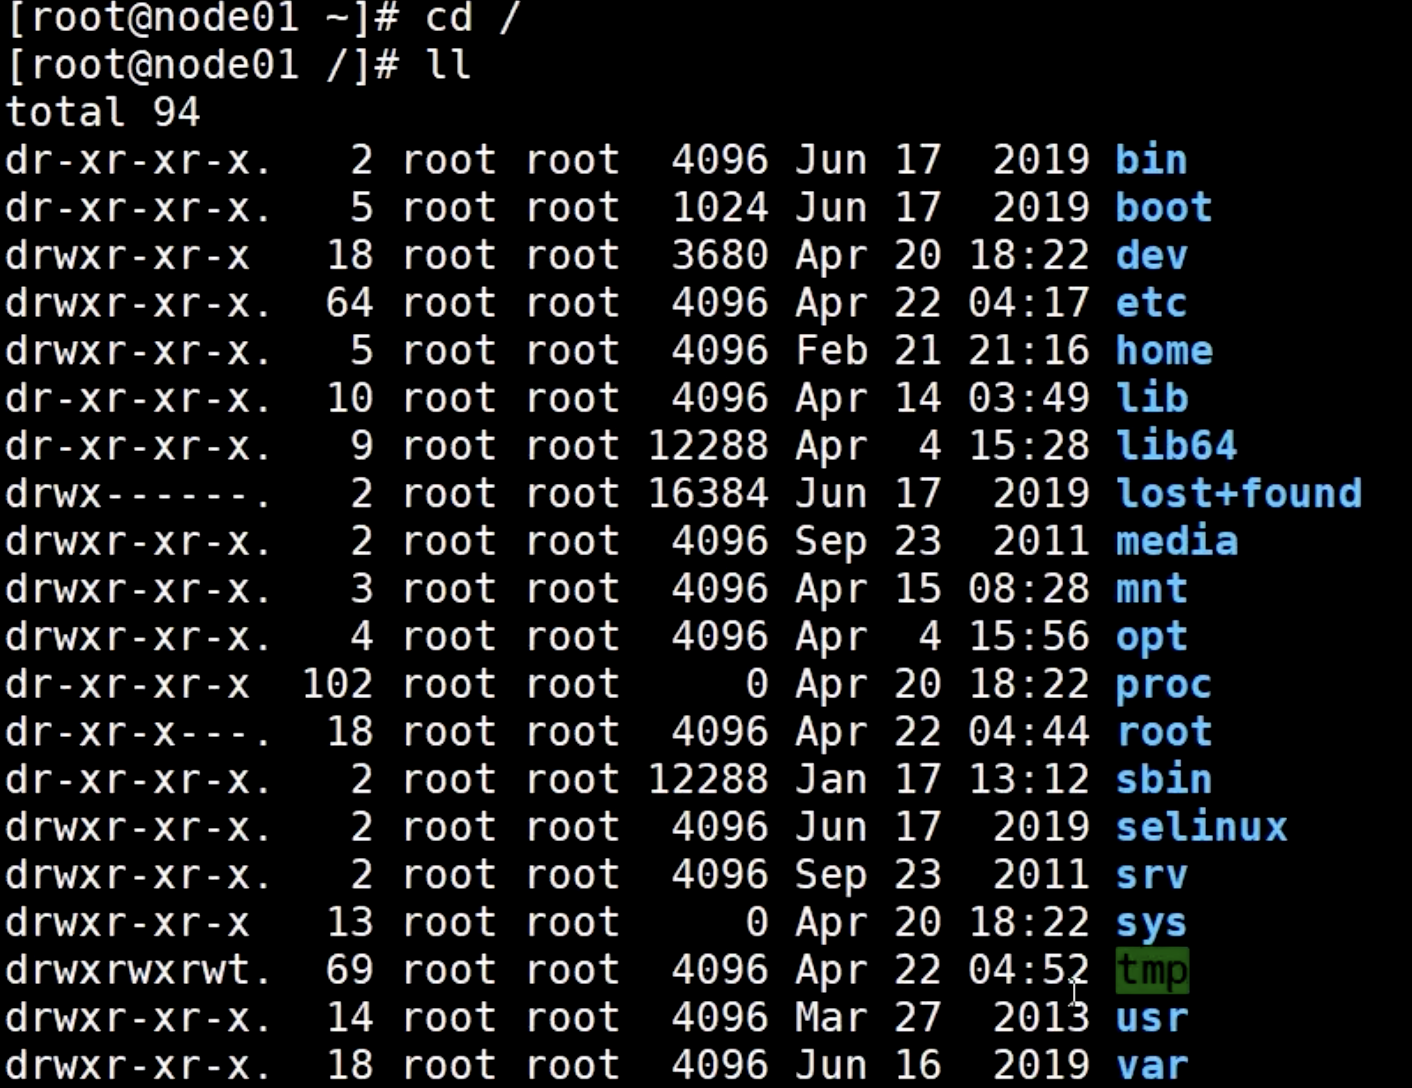 [root@node01 ~]# cd /
[root@node01 /]# ll
total 94
dr-xr-xr-x.   2 root root  4096 Jun 17  2019 bin
dr-xr-xr-x.   5 root root  1024 Jun 17  2019 boot
drwxr-xr-x   18 root root  3680 Apr 20 18:22 dev
drwxr-xr-x.  64 root root  4096 Apr 22 04:17 etc
drwxr-xr-x.   5 root root  4096 Feb 21 21:16 home
dr-xr-xr-x.  10 root root  4096 Apr 14 03:49 lib
dr-xr-xr-x.   9 root root 12288 Apr  4 15:28 lib64
drwx------.   2 root root 16384 Jun 17  2019 lost+found
drwxr-xr-x.   2 root root  4096 Sep 23  2011 media
drwxr-xr-x.   3 root root  4096 Apr 15 08:28 mnt
drwxr-xr-x.   4 root root  4096 Apr  4 15:56 opt
dr-xr-xr-x  102 root root     0 Apr 20 18:22 proc
dr-xr-x---.  18 root root  4096 Apr 22 04:44 root
dr-xr-xr-x.   2 root root 12288 Jan 17 13:12 sbin
drwxr-xr-x.   2 root root  4096 Jun 17  2019 selinux
drwxr-xr-x.   2 root root  4096 Sep 23  2011 srv
drwxr-xr-x   13 root root     0 Apr 20 18:22 sys
drwxrwxrwt.  69 root root  4096 Apr 22 04:52 tmp
drwxr-xr-x.  14 root root  4096 Mar 27  2013 usr
drwxr-xr-x.  18 root root  4096 Jun 16  2019 var